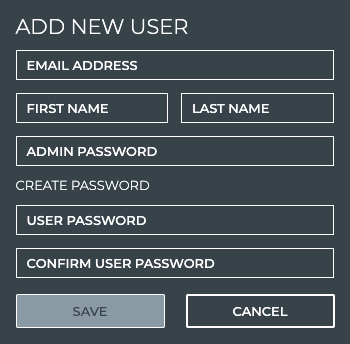 ADD NEW USER
EMAIL ADDRESS
FIRST NAME LAST NAME
ADMIN PASSWORD
CREATE PASSWORD
USER PASSWORD
CONFIRM USER PASSWORD
SAVE CANCEL